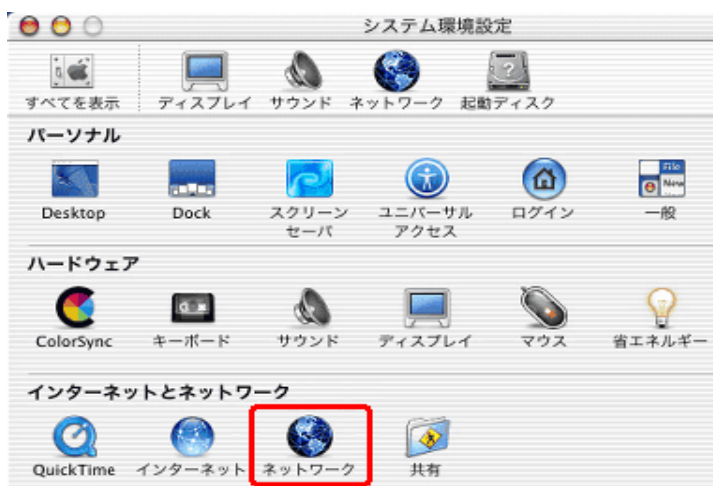 システム環境設定
すべてを表示 ディスプレイ サウンド ネットワーク 起動ディスク
パーソナル
Desktop Dock スクリーン ユニバーサル ログイン 一般
セーバ アクセス
ハードウェア
ColorSync キーボード サウンド ディスプレイ マウス 省エネルギー
インターネットとネットワーク
QuickTime インターネット ネットワーク 共有
File
New